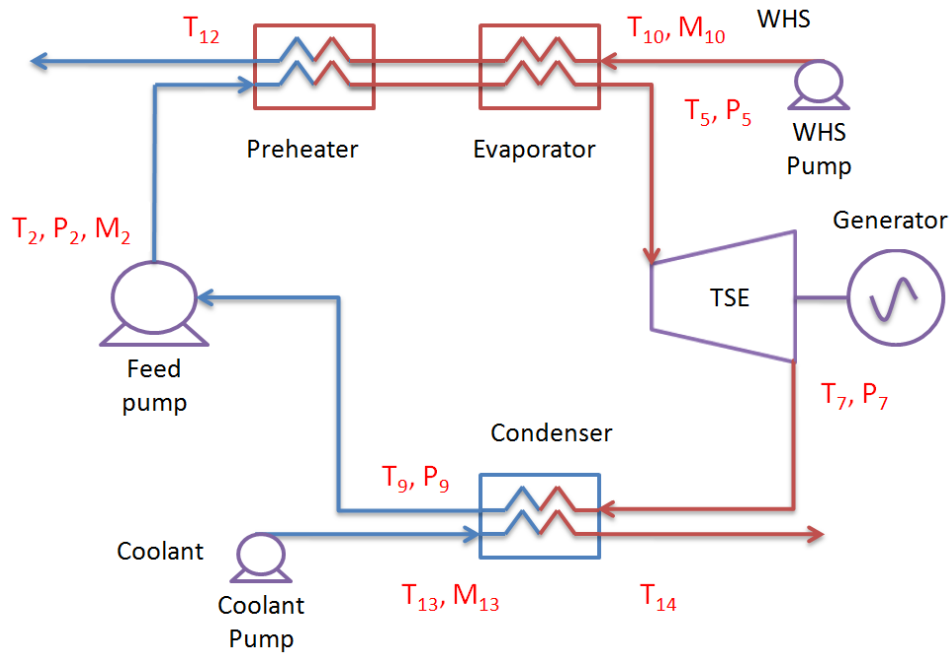 T₁₂
T₁₀, M₁₀
WHS
T₅, P₅
WHS
Pump
Preheater
Evaporator
T₂, P₂, M₂
Generator
TSE
Feed
pump
T₇, P₇
Condenser
T₉, P₉
Coolant
T₁₃, M₁₃
T₁₄
Coolant
Pump